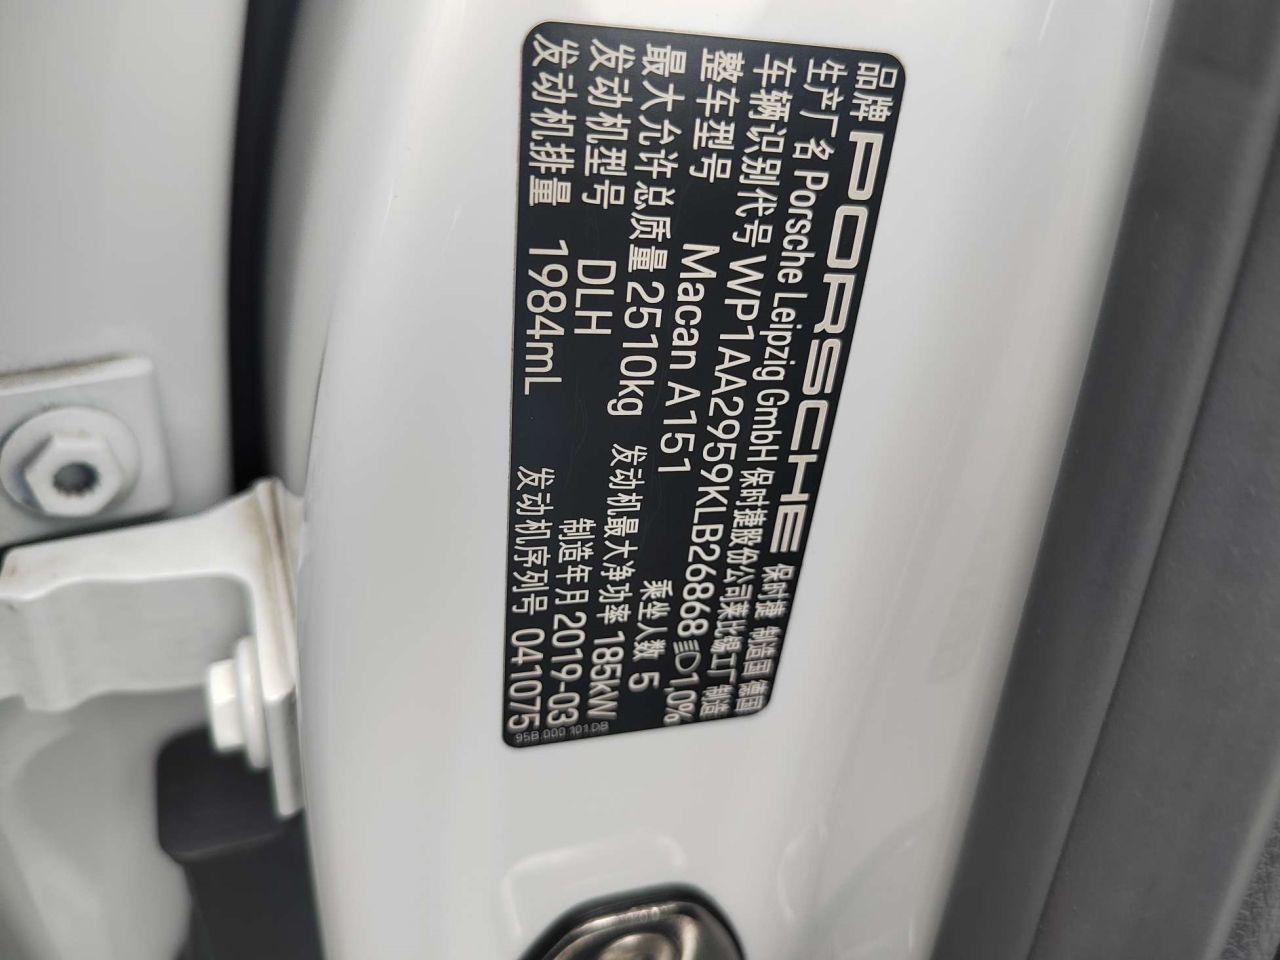 品牌 PORSCHE 保时捷 制造国 德国
生产厂名 Porsche Leipzig GmbH 保时捷股份公司莱比锡工厂 制造
车辆识别代号 WP1AA2959KLB26868 1,0%
整车型号 Macan A151 乘坐人数 5
最大允许总质量 2510kg 发动机最大净功率 185kW
发动机型号 DLH 制造年月 2019-03
发动机排量 1984mL 发动机序列号 041075
95B.000 101.DB